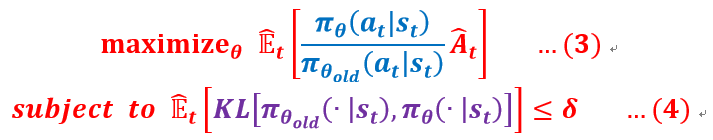 maximize_θ Ê_t [ π_θ(a_t|s_t) / π_θ_old(a_t|s_t) Â_t ] …(3) ↵
subject to Ê_t [KL[π_θ_old(· |s_t), π_θ(· |s_t)]] ≤ δ …(4) ↵